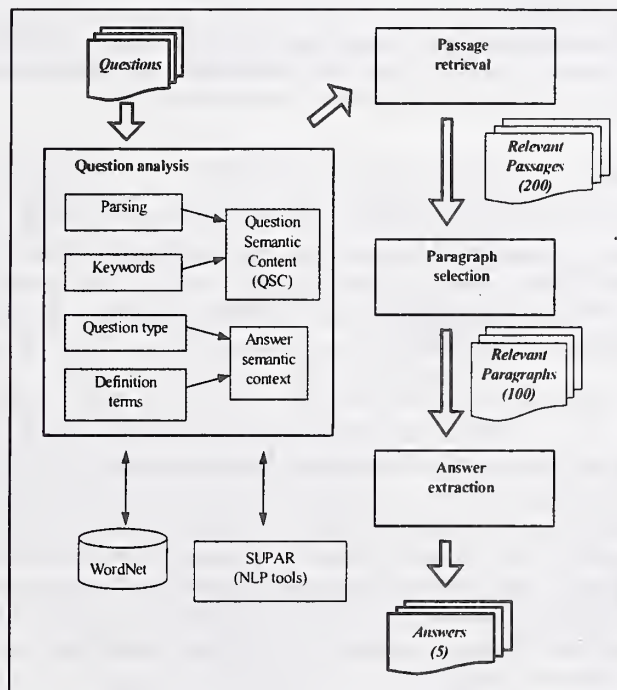 Questions
Question analysis
Parsing
Keywords
Question
Semantic
Content
(QSC)
Question type
Definition
terms
Answer
semantic
context
WordNet
SUPAR
(NLP tools)
Passage
retrieval
Relevant
Passages
(200)
Paragraph
selection
Relevant
Paragraphs
(100)
Answer
extraction
Answers
(5)